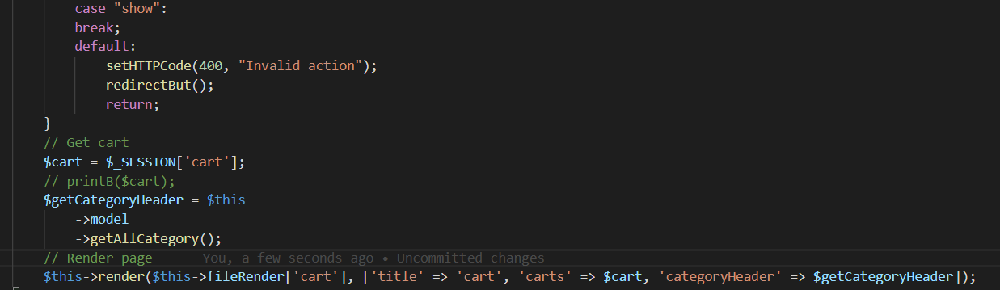 case "show":
break;
default:
setHTTPCode(400, "Invalid action");
redirectBut();
return;
}
// Get cart
$cart = $_SESSION['cart'];
// printB($cart);
$getCategoryHeader = $this
->model
->getAllCategory();
// Render page You, a few seconds ago • Uncommitted changes
$this->render($this->fileRender['cart'], ['title' => 'cart', 'carts' => $cart, 'categoryHeader' => $getCategoryHeader]);